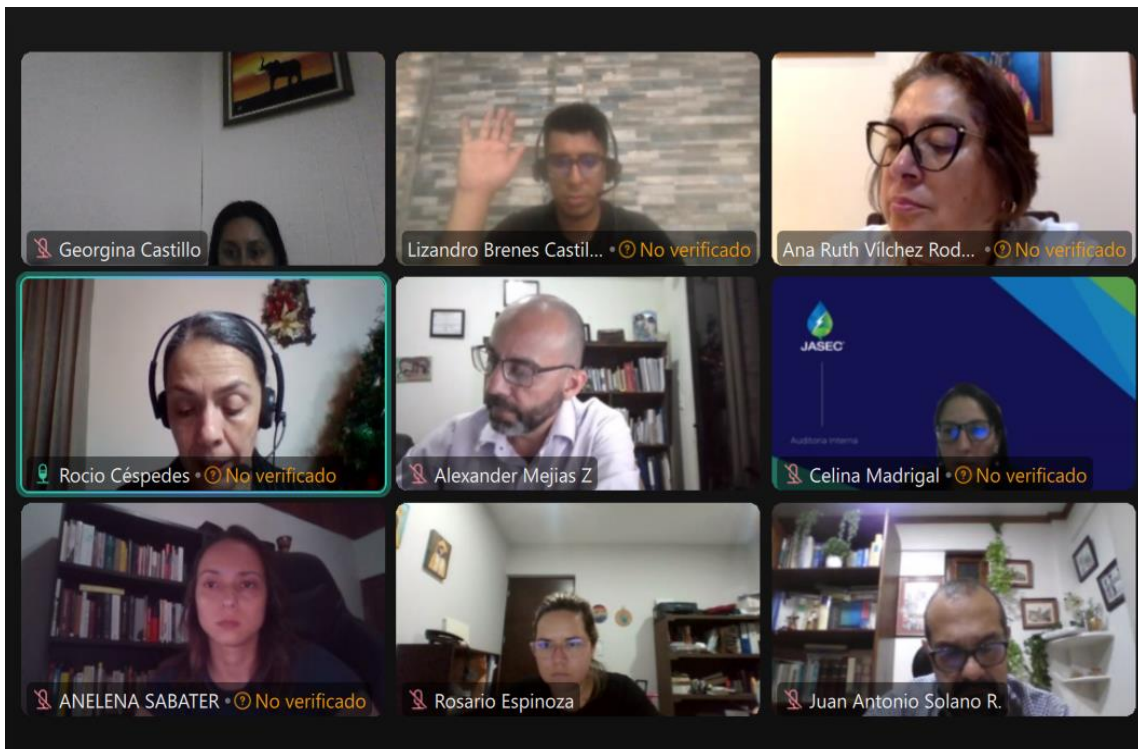 Georgina Castillo
Lizandro Brenes Castil... • No verificado
Ana Ruth Vílchez Rod... • No verificado
Rocio Céspedes • No verificado
Alexander Mejias Z
JASEC
Auditoria Interna
Celina Madrigal • No verificado
ANELENA SABATER • No verificado
Rosario Espinoza
Juan Antonio Solano R.